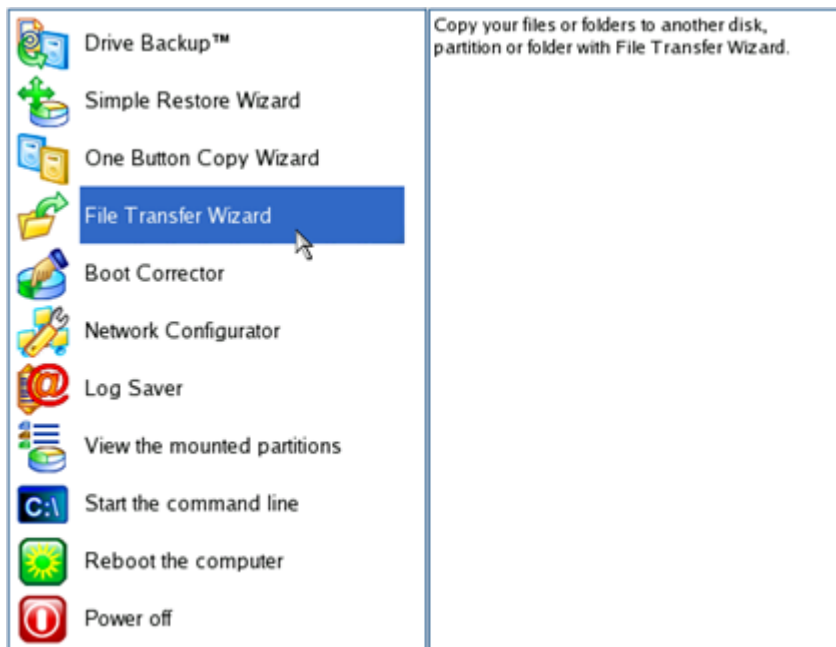 Drive Backup™
Simple Restore Wizard
One Button Copy Wizard
File Transfer Wizard
Boot Corrector
Network Configurator
Log Saver
View the mounted partitions
C:\
Start the command line
Reboot the computer
Power off
Copy your files or folders to another disk,
partition or folder with File Transfer Wizard.